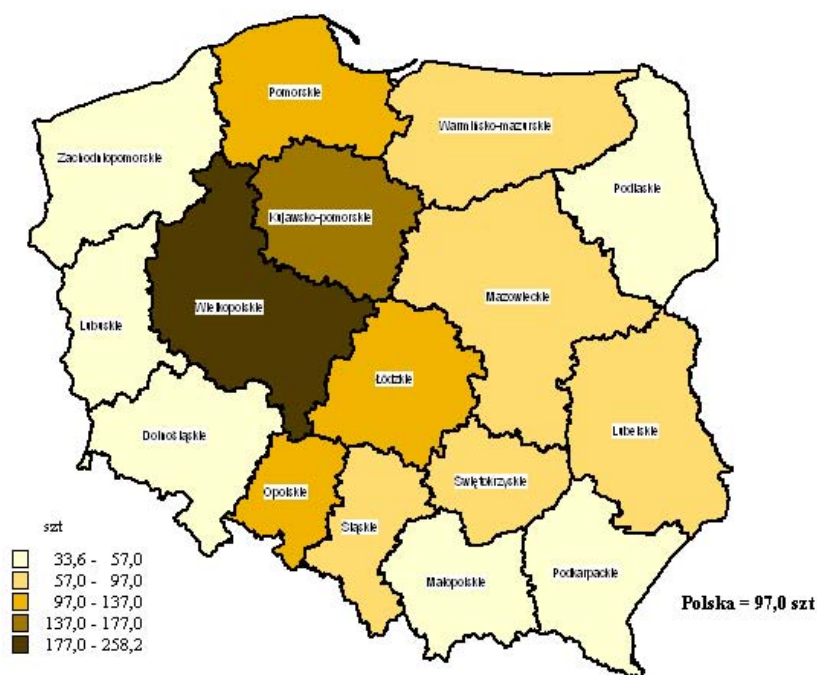 Pomorskie
Warmińsko-mazurskie
Zachodniopomorskie
Podlaskie
Kujawsko-pomorskie
Mazowieckie
Wielkopolskie
Lubuskie
Łódzkie
Dolnośląskie
Lubelskie
Opolskie
Świętokrzyskie
Śląskie
Małopolskie
Podkarpackie
szt
33,6 - 57,0
57,0 - 97,0
97,0 - 137,0
137,0 - 177,0
177,0 - 258,2
Polska = 97,0 szt